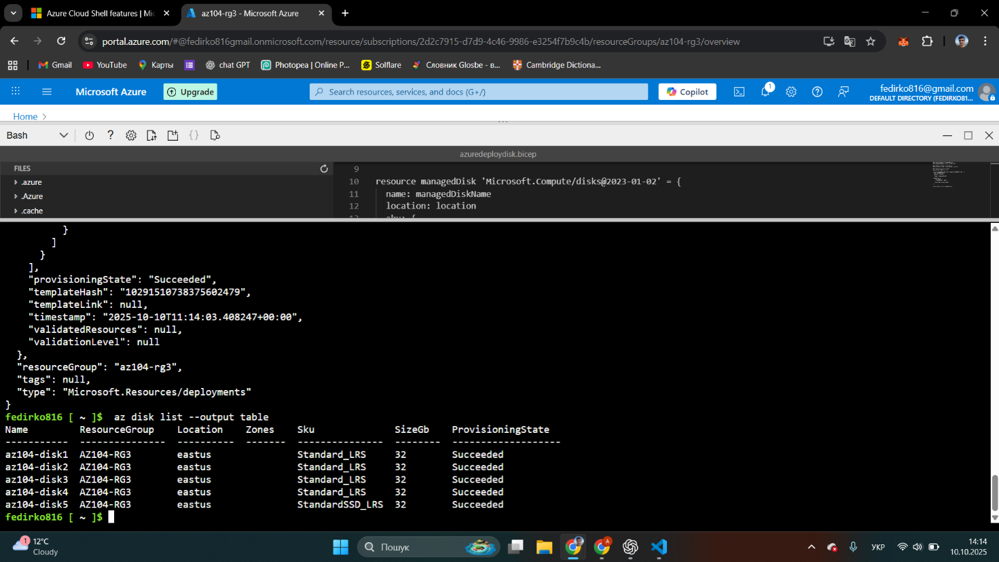 Azure Cloud Shell features | Mic
az104-rg3 - Microsoft Azure
portal.azure.com/#@fedirko816gmail.onmicrosoft.com/resource/subscriptions/2d2c7915-d7d9-4c46-9986-e3254f7b9c4b/resourceGroups/az104-rg3/overview
Gmail YouTube Карты chat GPT Photopea | Online P... Solflare Словник Glosbe - в... Cambridge Dictiona...
Microsoft Azure Upgrade Search resources, services, and docs (G+/) Copilot 1 fedirko816@gmail.com
DEFAULT DIRECTORY (FEDIRKO81...
Home >
Bash
azuredeploydisk.bicep
FILES
.azure
.Azure
.cache
9
10 resource managedDisk 'Microsoft.Compute/disks@2023-01-02' = {
11 name: managedDiskName
12 location: location
}
]
}
],
"provisioningState": "Succeeded",
"templateHash": "10291510738375602479",
"templateLink": null,
"timestamp": "2025-10-10T11:14:03.408247+00:00",
"validatedResources": null,
"validationLevel": null
},
"resourceGroup": "az104-rg3",
"tags": null,
"type": "Microsoft.Resources/deployments"
}
fedirko816 [ ~ ]$ az disk list --output table
Name ResourceGroup Location Zones Sku SizeGb ProvisioningState
----------- --------------- ---------- ------- --------------- -------- -------------------
az104-disk1 AZ104-RG3 eastus Standard_LRS 32 Succeeded
az104-disk2 AZ104-RG3 eastus Standard_LRS 32 Succeeded
az104-disk3 AZ104-RG3 eastus Standard_LRS 32 Succeeded
az104-disk4 AZ104-RG3 eastus Standard_LRS 32 Succeeded
az104-disk5 AZ104-RG3 eastus StandardSSD_LRS 32 Succeeded
fedirko816 [ ~ ]$
1
12°C
Cloudy
Пошук
УКР
14:14
10.10.2025